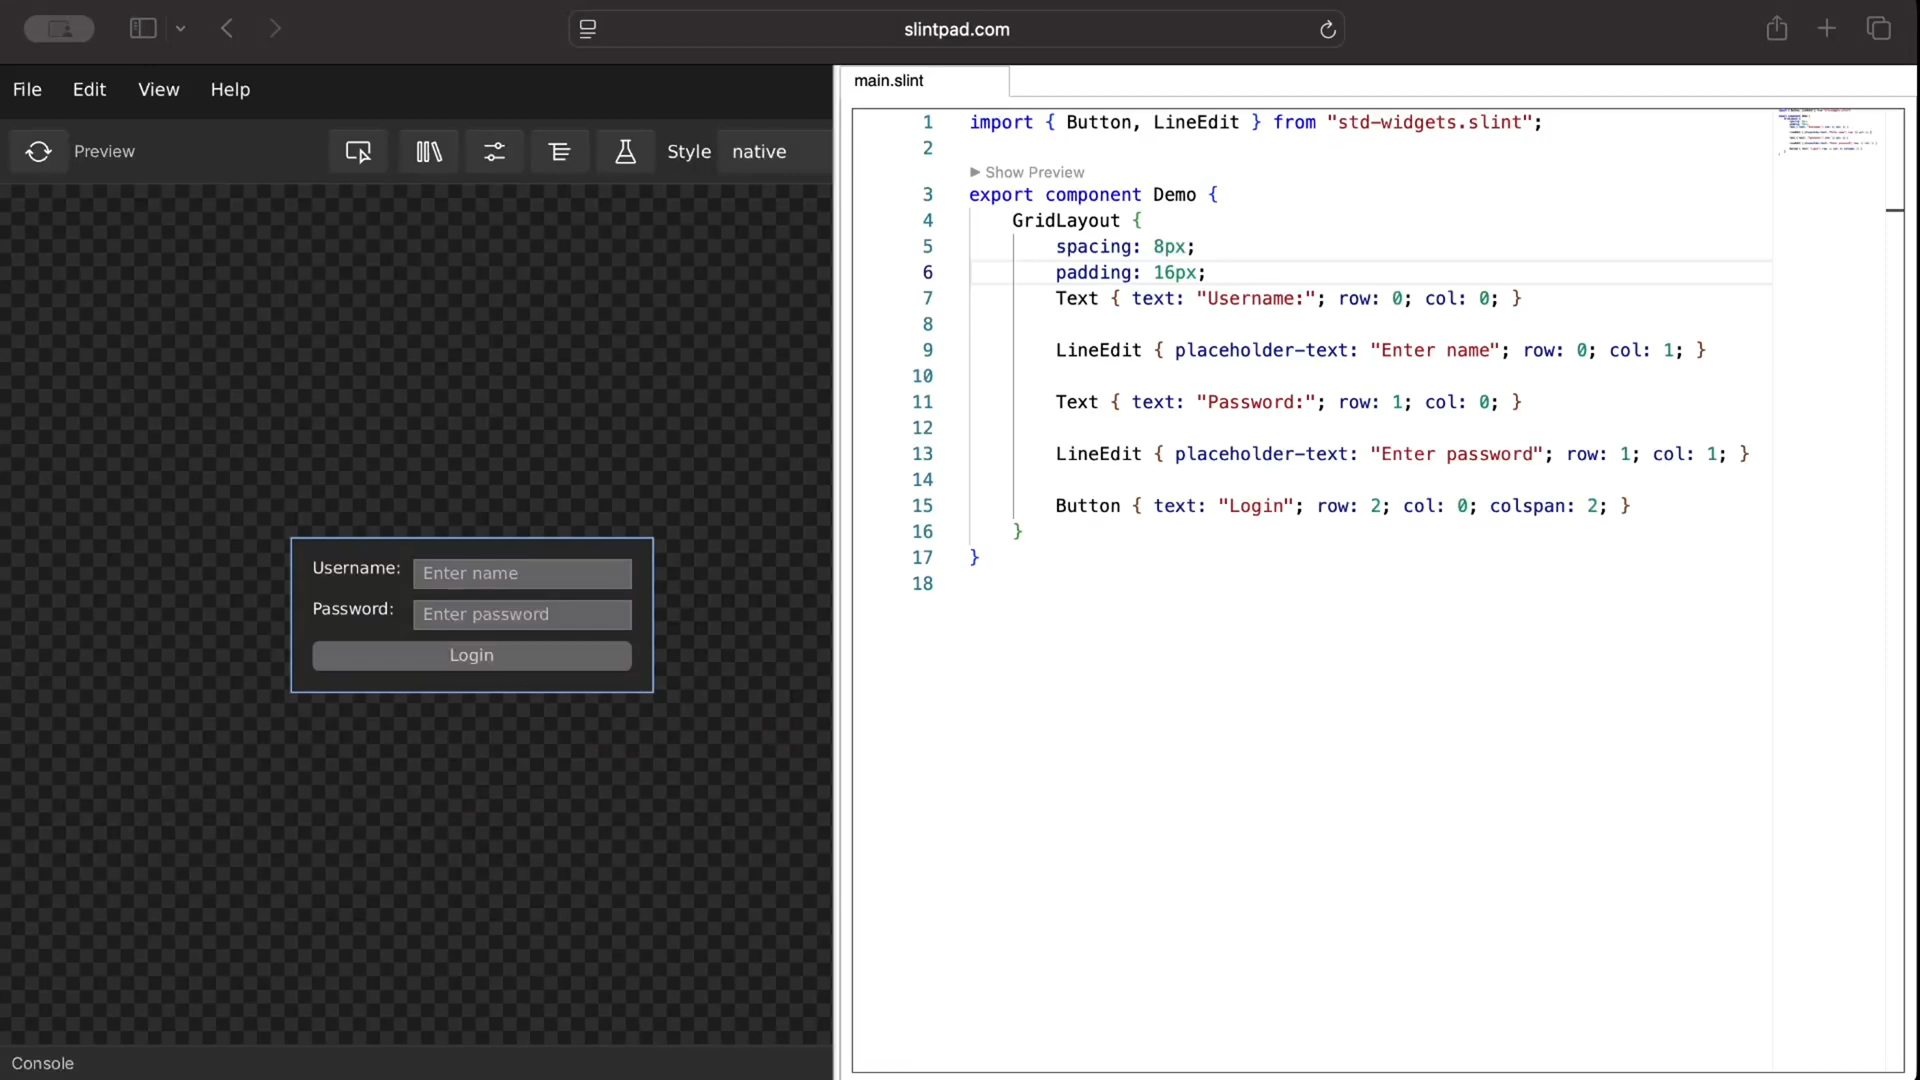 slintpad.com
File Edit View Help
Preview Style native
Username: Enter name
Password: Enter password
Login
Console
main.slint
1 import { Button, LineEdit } from "std-widgets.slint";
2
Show Preview
3 export component Demo {
4 GridLayout {
5 spacing: 8px;
6 padding: 16px;
7 Text { text: "Username:"; row: 0; col: 0; }
8
9 LineEdit { placeholder-text: "Enter name"; row: 0; col: 1; }
10
11 Text { text: "Password:"; row: 1; col: 0; }
12
13 LineEdit { placeholder-text: "Enter password"; row: 1; col: 1; }
14
15 Button { text: "Login"; row: 2; col: 0; colspan: 2; }
16 }
17 }
18